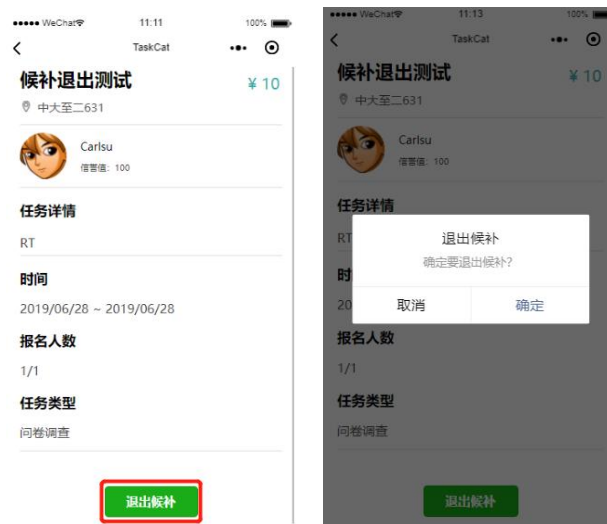 WeChat 11:11 100%
TaskCat
候补退出测试 ¥ 10
中大至二631
Carlsu
信誉值: 100
任务详情
RT
时间
2019/06/28 ~ 2019/06/28
报名人数
1/1
任务类型
问卷调查
退出候补
WeChat 11:13 100%
TaskCat
候补退出测试 ¥ 10
中大至二631
Carlsu
信誉值: 100
任务详情
RT
退出候补
确定要退出候补?
时
20
取消 确定
报名人数
1/1
任务类型
问卷调查
退出候补